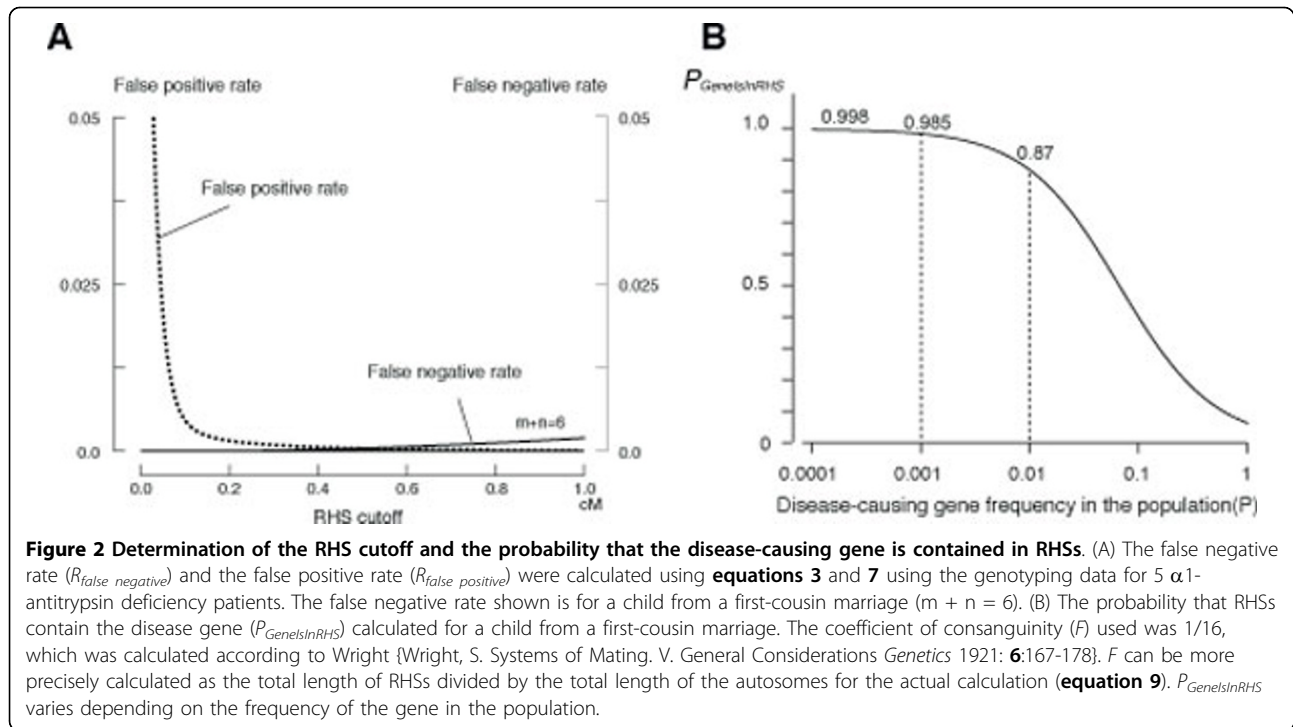 A
False positive rate
False negative rate
0.05
0.025
0.0
False positive rate
False negative rate
m+n=6
0.05
0.025
0.0
0.0
0.2
0.4
0.6
0.8
1.0
cM
RHS cutoff
B
PGeneIsInRHS
1.0
0.5
0
0.998
0.985
0.87
0.0001
0.001
0.01
0.1
1
Disease-causing gene frequency in the population(P)
Figure 2 Determination of the RHS cutoff and the probability that the disease-causing gene is contained in RHSs. (A) The false negative
rate (Rfalse negative) and the false positive rate (Rfalse positive) were calculated using equations 3 and 7 using the genotyping data for 5 α1-
antitrypsin deficiency patients. The false negative rate shown is for a child from a first-cousin marriage (m + n = 6). (B) The probability that RHSs
contain the disease gene (PGeneIsInRHS) calculated for a child from a first-cousin marriage. The coefficient of consanguinity (F) used was 1/16,
which was calculated according to Wright {Wright, S. Systems of Mating. V. General Considerations Genetics 1921: 6:167-178}. F can be more
precisely calculated as the total length of RHSs divided by the total length of the autosomes for the actual calculation (equation 9). PGeneIsInRHS
varies depending on the frequency of the gene in the population.